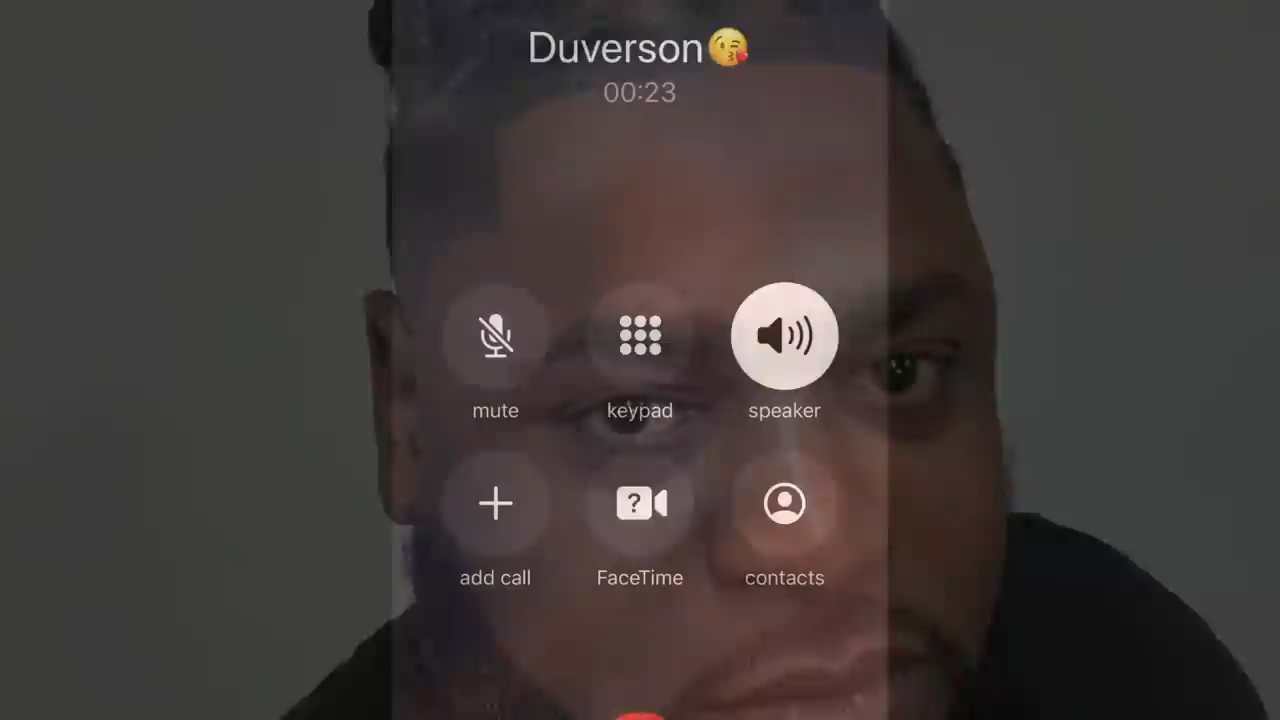 Duverson😘
00:23
mute
keypad
speaker
add call
FaceTime
contacts